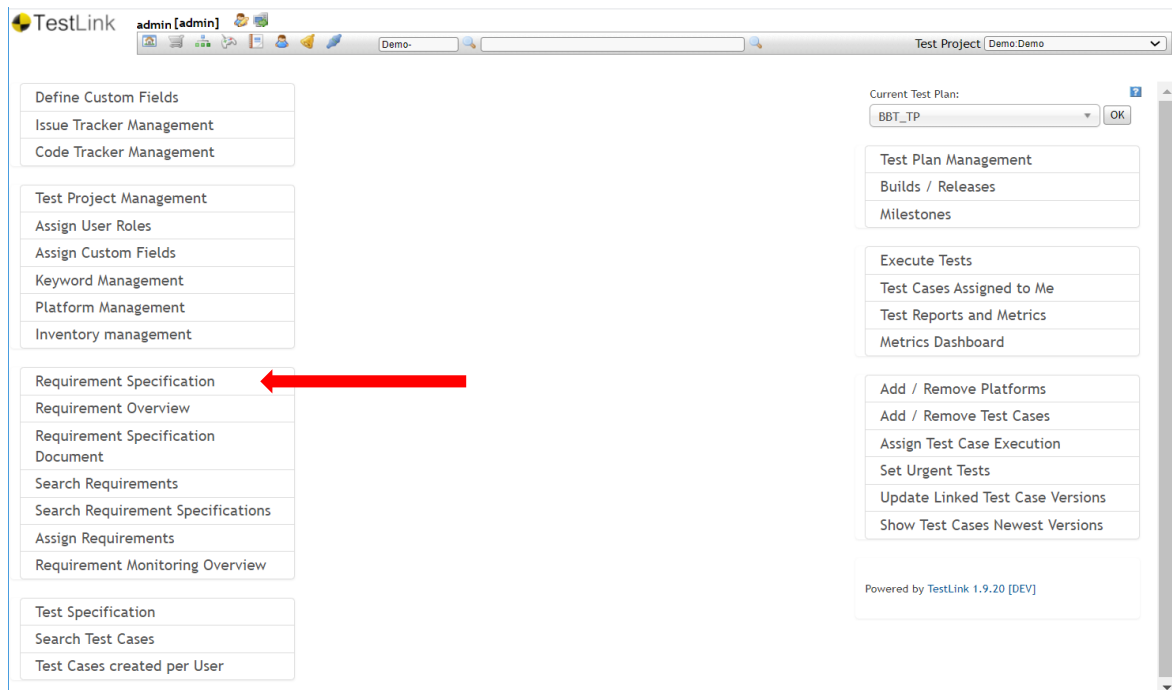 TestLink
admin [admin]
Demo-
Test Project Demo:Demo
Define Custom Fields
Issue Tracker Management
Code Tracker Management
Test Project Management
Assign User Roles
Assign Custom Fields
Keyword Management
Platform Management
Inventory management
Requirement Specification
Requirement Overview
Requirement Specification
Document
Search Requirements
Search Requirement Specifications
Assign Requirements
Requirement Monitoring Overview
Test Specification
Search Test Cases
Test Cases created per User
Current Test Plan:
?
BBT_TP
OK
Test Plan Management
Builds / Releases
Milestones
Execute Tests
Test Cases Assigned to Me
Test Reports and Metrics
Metrics Dashboard
Add / Remove Platforms
Add / Remove Test Cases
Assign Test Case Execution
Set Urgent Tests
Update Linked Test Case Versions
Show Test Cases Newest Versions
Powered by TestLink 1.9.20 [DEV]